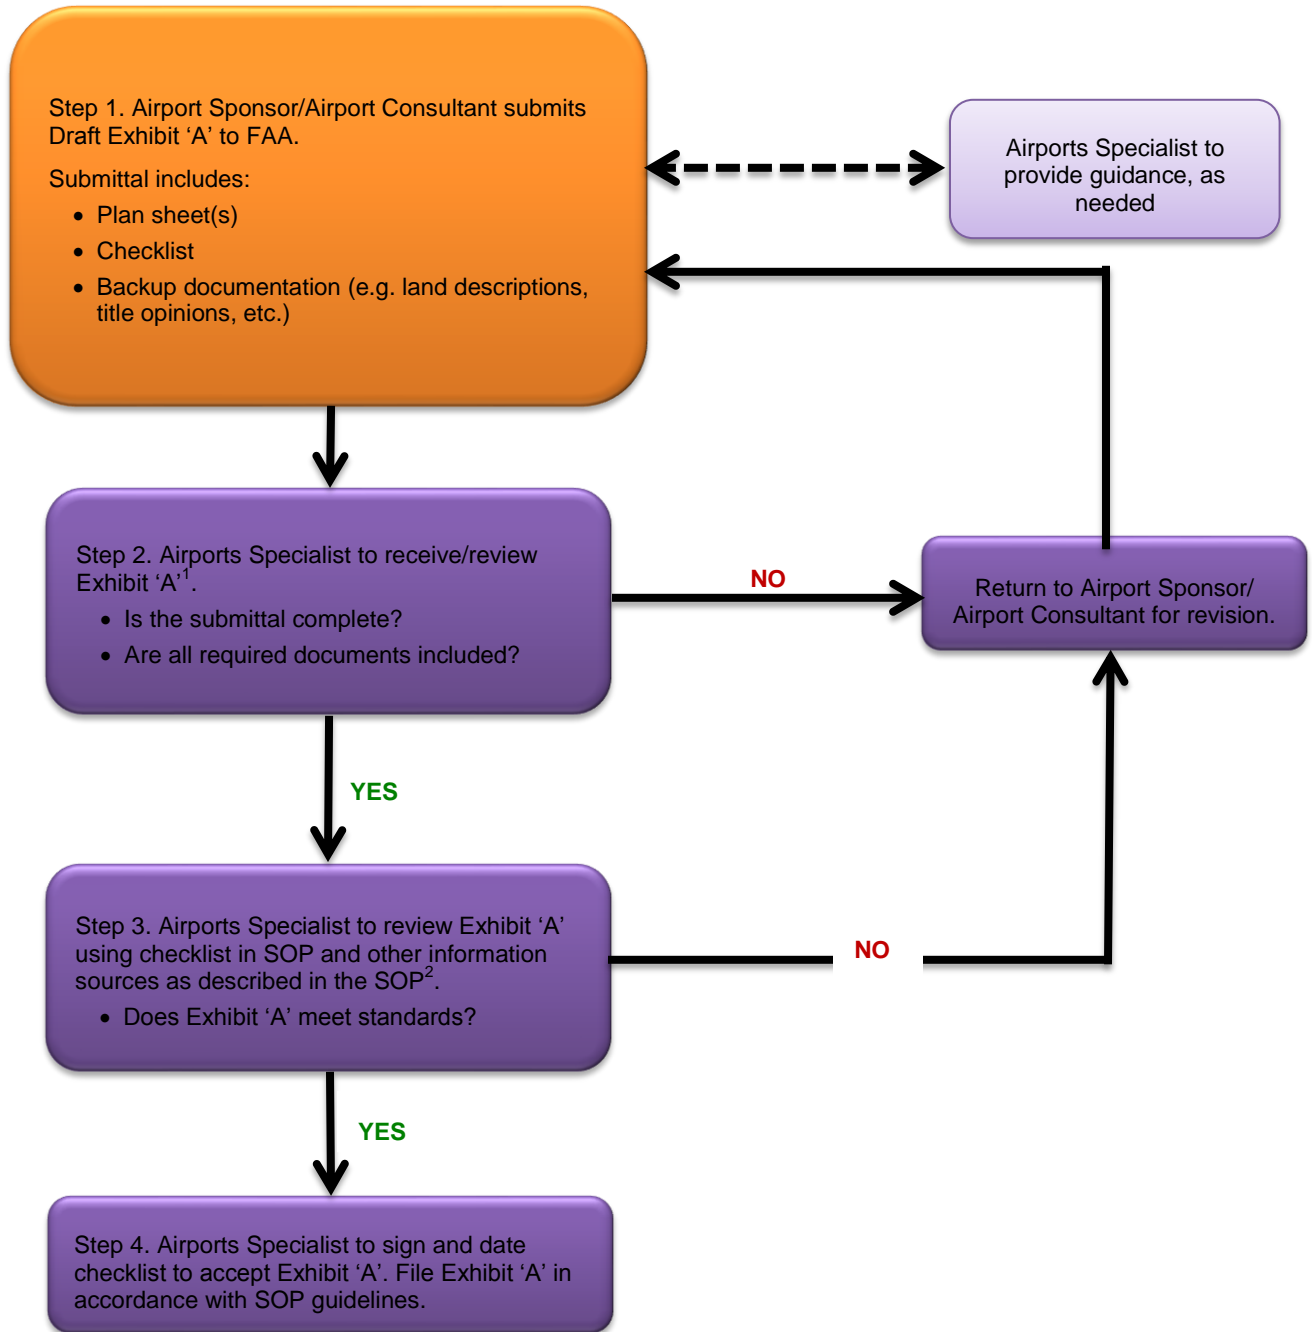 Step 1. Airport Sponsor/Airport Consultant submits
Draft Exhibit ‘A’ to FAA.
Submittal includes:
• Plan sheet(s)
• Checklist
• Backup documentation (e.g. land descriptions,
title opinions, etc.)
Airports Specialist to
provide guidance, as
needed
Step 2. Airports Specialist to receive/review
Exhibit ‘A’¹.
• Is the submittal complete?
• Are all required documents included?
NO
Return to Airport Sponsor/
Airport Consultant for revision.
YES
Step 3. Airports Specialist to review Exhibit ‘A’
using checklist in SOP and other information
sources as described in the SOP².
• Does Exhibit ‘A’ meet standards?
NO
YES
Step 4. Airports Specialist to sign and date
checklist to accept Exhibit ‘A’. File Exhibit ‘A’ in
accordance with SOP guidelines.